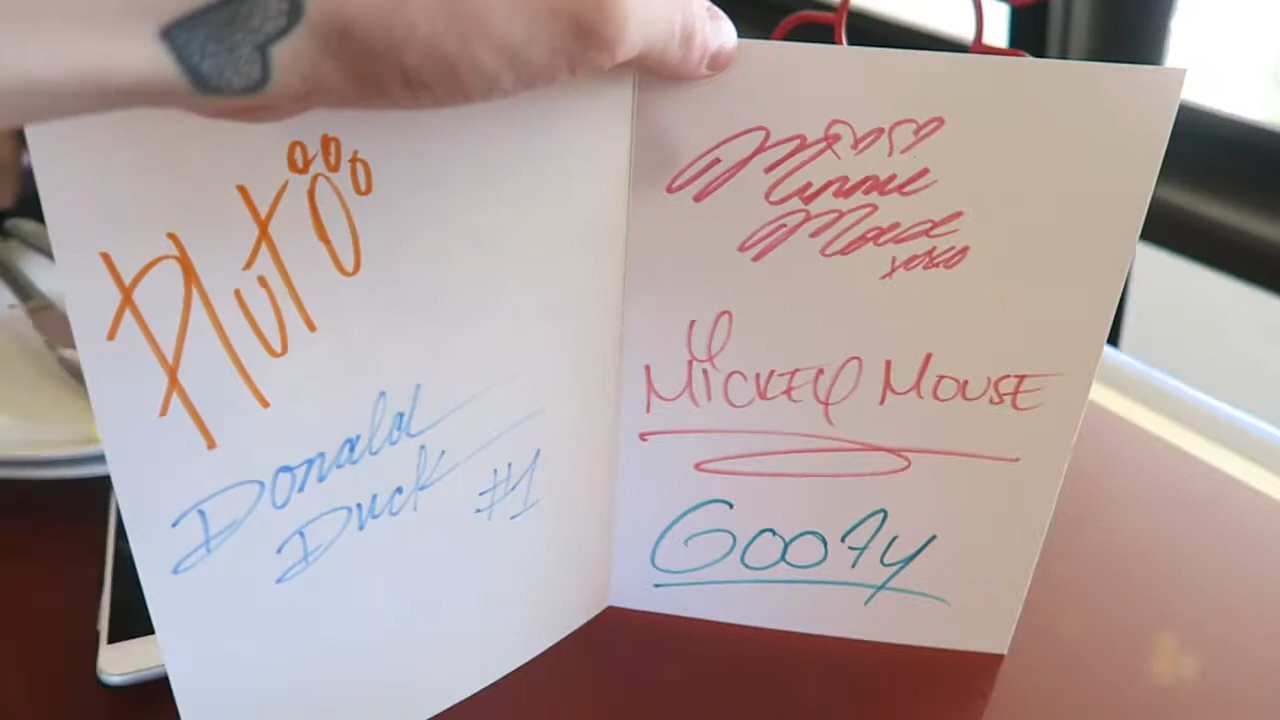 Pluto
Donald
Duck #1
Minnie
Mouse
xoxo
MICKEY MOUSE
Goofy